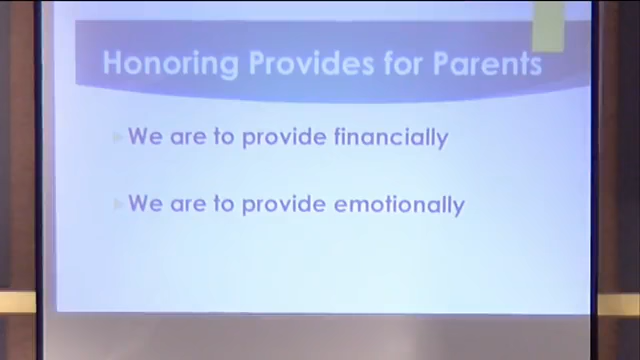 Honoring Provides for Parents
We are to provide financially
We are to provide emotionally